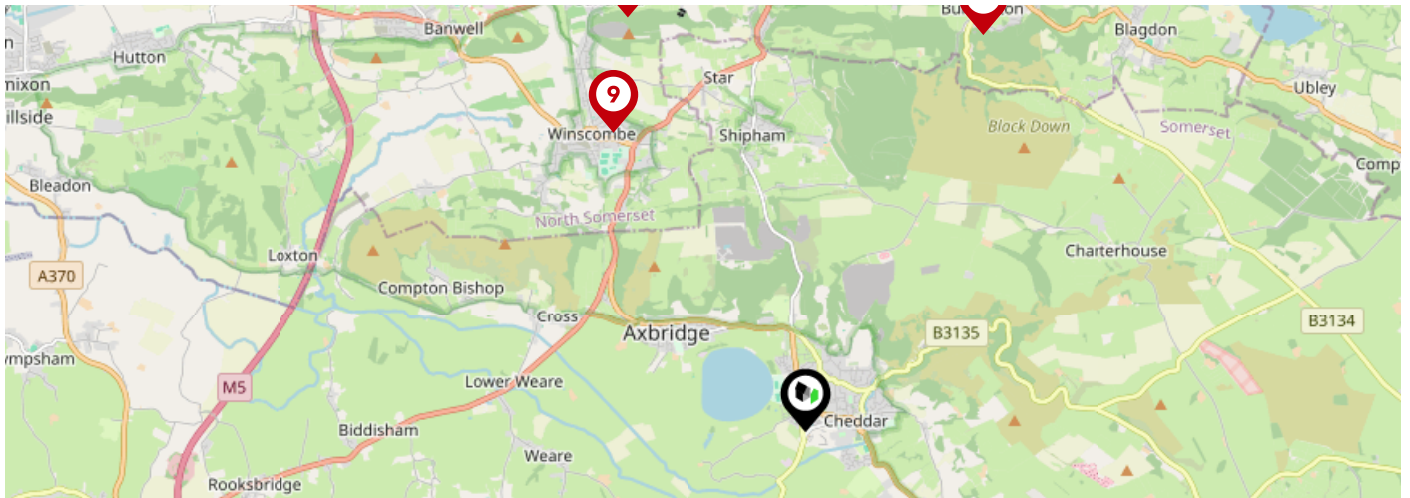 Banwell
Blagdon
Hutton
Star
Ubley
9
Winscombe
Shipham
Black Down
Somerset
Bleadon
North Somerset
Loxton
Charterhouse
A370
Compton Bishop
Cross
Axbridge
B3135
B3134
M5
Lower Weare
Cheddar
Biddisham
Weare
Rooksbridge